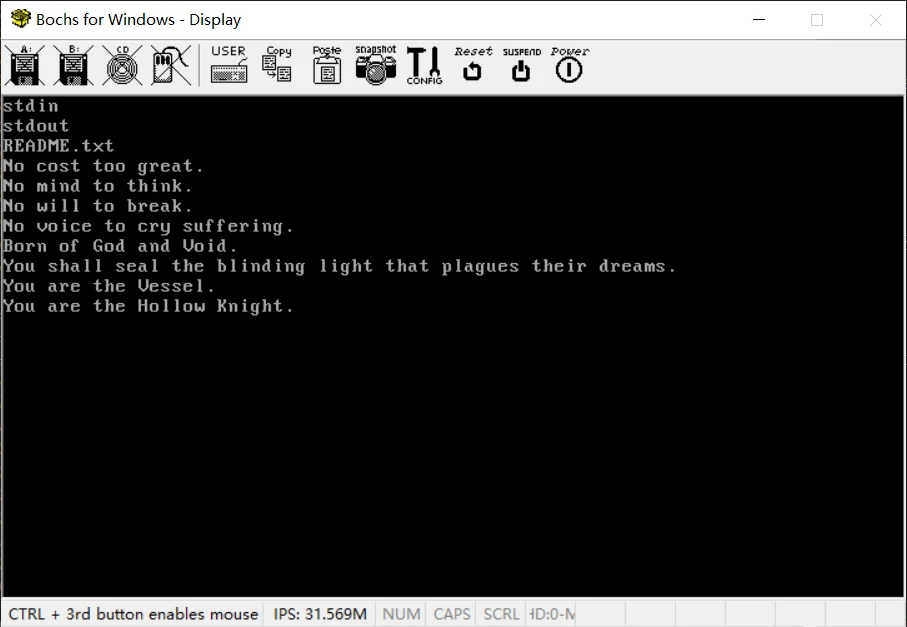 Bochs for Windows - Display
A: B: CD USER Copy Paste snapshot CONFIG Reset SUSPEND Power
stdin
stdout
README.txt
No cost too great.
No mind to think.
No will to break.
No voice to cry suffering.
Born of God and Void.
You shall seal the blinding light that plagues their dreams.
You are the Vessel.
You are the Hollow Knight.
CTRL + 3rd button enables mouse IPS: 31.569M NUM CAPS SCRL HD:0-M